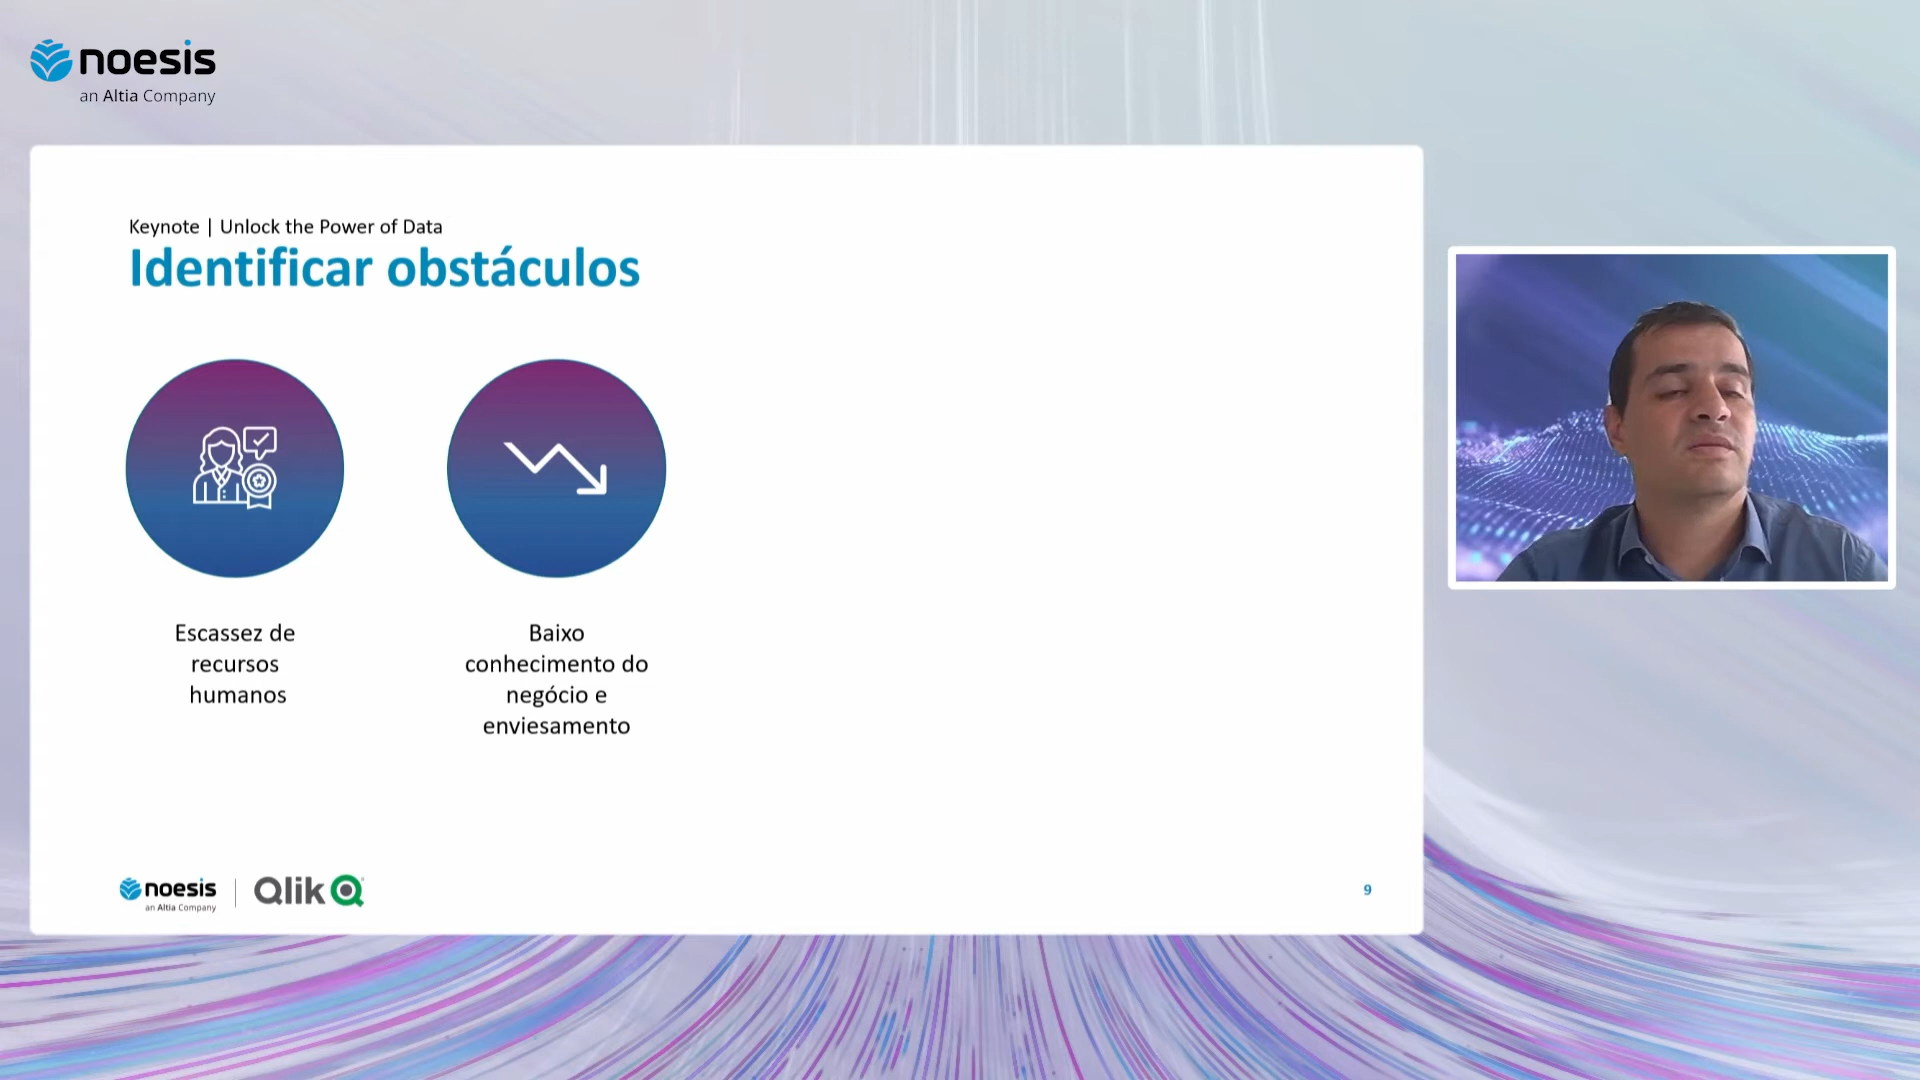 noesis
an Altia Company
Keynote | Unlock the Power of Data
Identificar obstáculos
Escassez de
recursos
humanos
Baixo
conhecimento do
negócio e
enviesamento
noesis
an Altia Company
Qlik
9